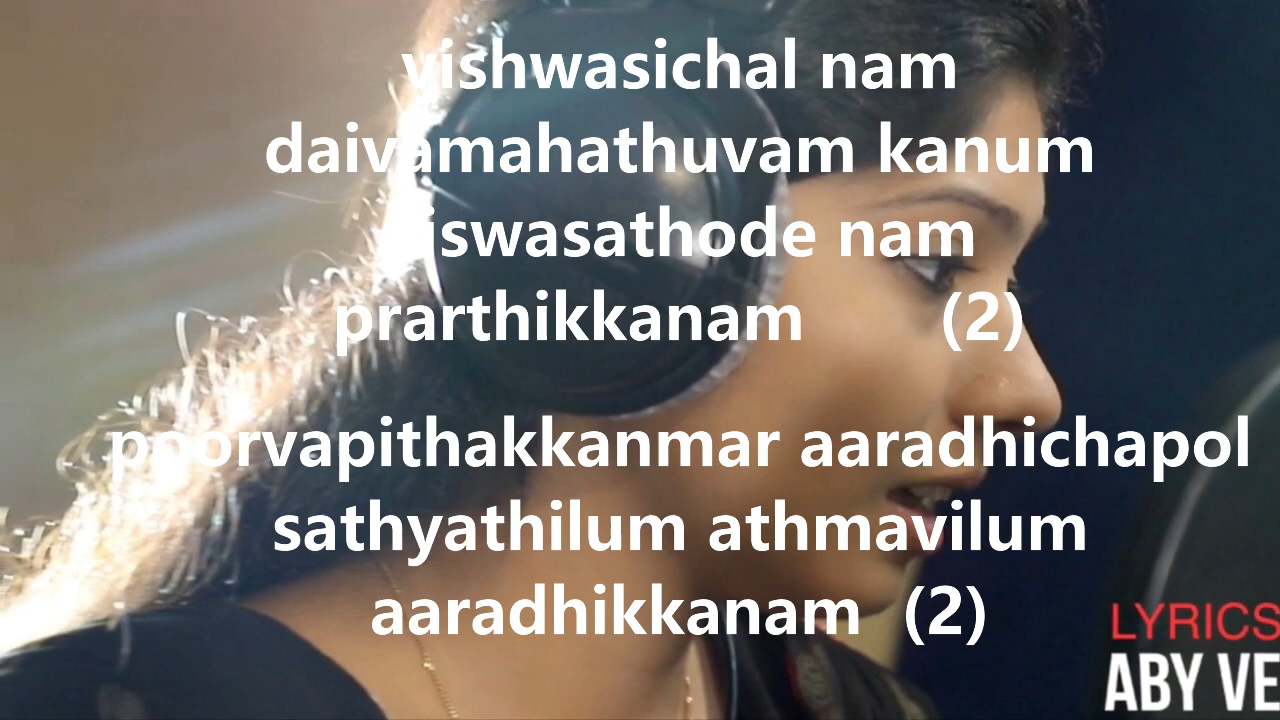 vishwasichal nam
daivamahathuvam kanum
viswasathode nam
prarthikkanam (2)
poorvapithakkanmar aaradhichapol
sathyathilum athmavilum
aaradhikkanam (2)
LYRICS
ABY VE